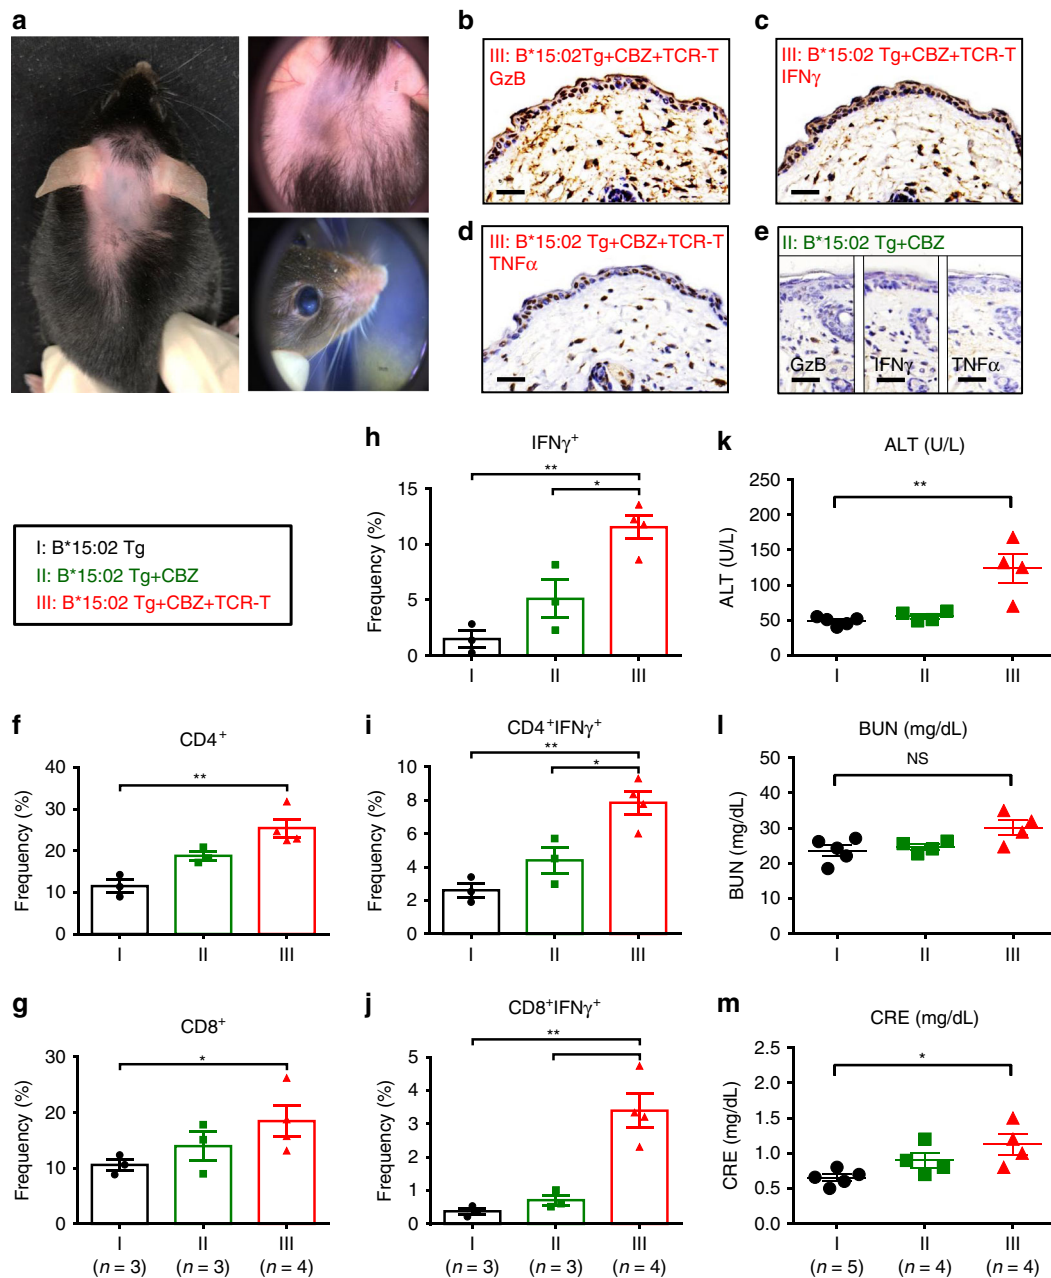 a
b
III: B*15:02Tg+CBZ+TCR-T
GzB
c
III: B*15:02 Tg+CBZ+TCR-T
IFNγ
d
III: B*15:02 Tg+CBZ+TCR-T
TNFα
e
II: B*15:02 Tg+CBZ
GzB IFNγ TNFα
I: B*15:02 Tg
II: B*15:02 Tg+CBZ
III: B*15:02 Tg+CBZ+TCR-T
h
IFNγ⁺
**
*
Frequency (%)
15
10
5
0
I II III
k
ALT (U/L)
**
ALT (U/L)
250
200
150
100
50
0
I II III
f
CD4⁺
**
Frequency (%)
40
30
20
10
0
I II III
i
CD4⁺IFNγ⁺
**
*
Frequency (%)
10
8
6
4
2
0
I II III
l
BUN (mg/dL)
NS
BUN (mg/dL)
50
40
30
20
10
0
I II III
g
CD8⁺
*
Frequency (%)
30
20
10
0
I II III
(n = 3) (n = 3) (n = 4)
j
CD8⁺IFNγ⁺
**
Frequency (%)
5
4
3
2
1
0
I II III
(n = 3) (n = 3) (n = 4)
m
CRE (mg/dL)
*
CRE (mg/dL)
2.5
2.0
1.5
1.0
0.5
0.0
I II III
(n = 5) (n = 4) (n = 4)